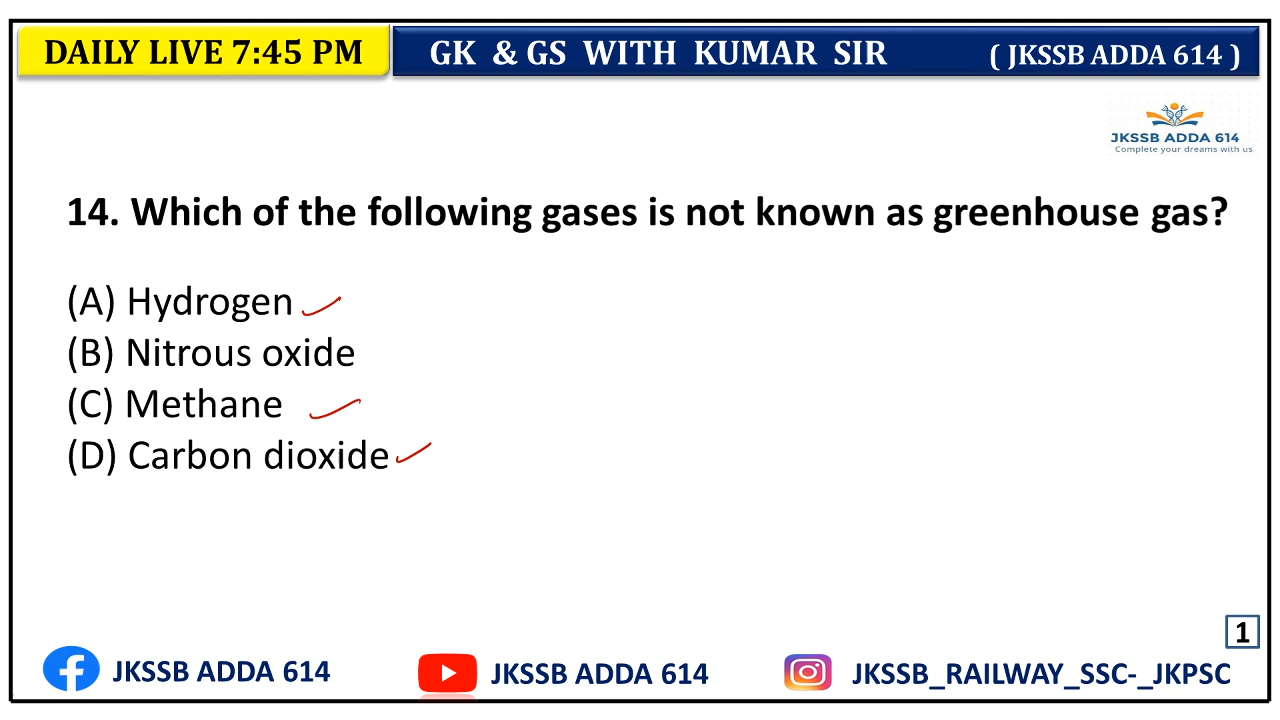 DAILY LIVE 7:45 PM
GK & GS WITH KUMAR SIR ( JKSSB ADDA 614 )
JKSSB ADDA 614
Complete your dreams with us
14. Which of the following gases is not known as greenhouse gas?
(A) Hydrogen
(B) Nitrous oxide
(C) Methane
(D) Carbon dioxide
1
JKSSB ADDA 614
JKSSB ADDA 614
JKSSB_RAILWAY_SSC-_JKPSC